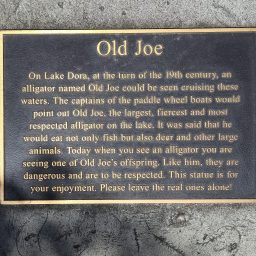 Old Joe
On Lake Dora, at the turn of the 19th century, an
alligator named Old Joe could be seen cruising these
waters. The captains of the paddle wheel boats would
point out Old Joe, the largest, fiercest and most
respected alligator on the lake. It was said that he
would eat not only fish but also deer and other large
animals. Today when you see an alligator you are
seeing one of Old Joe's offspring. Like him, they are
dangerous and are to be respected. This statue is for
your enjoyment. Please leave the real ones alone!